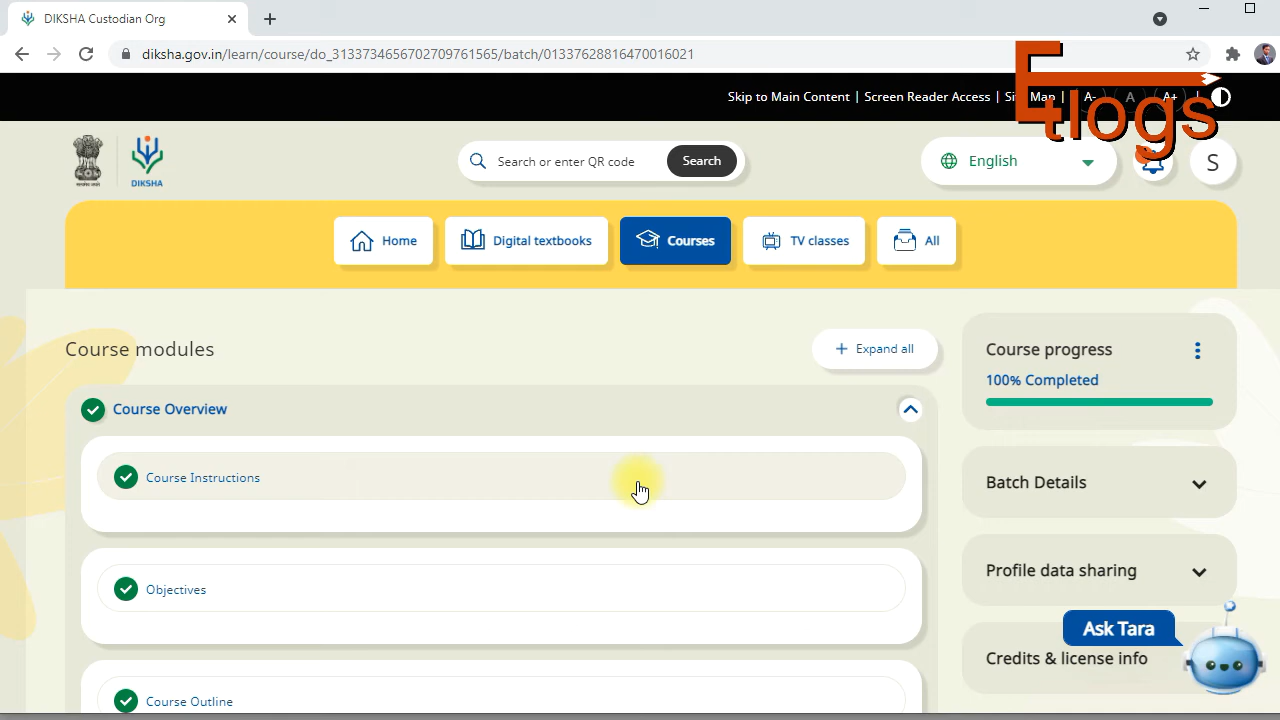 DIKSHA Custodian Org
diksha.gov.in/learn/course/do_3133734656702709761565/batch/01337628816470016021
Skip to Main Content | Screen Reader Access | Site Map | A- A A+ |
Etlogs
DIKSHA
Search or enter QR code
Search
English
S
Home
Digital textbooks
Courses
TV classes
All
Course modules
+ Expand all
Course progress
100% Completed
Course Overview
Course Instructions
Batch Details
Objectives
Profile data sharing
Ask Tara
Credits & license info
Course Outline